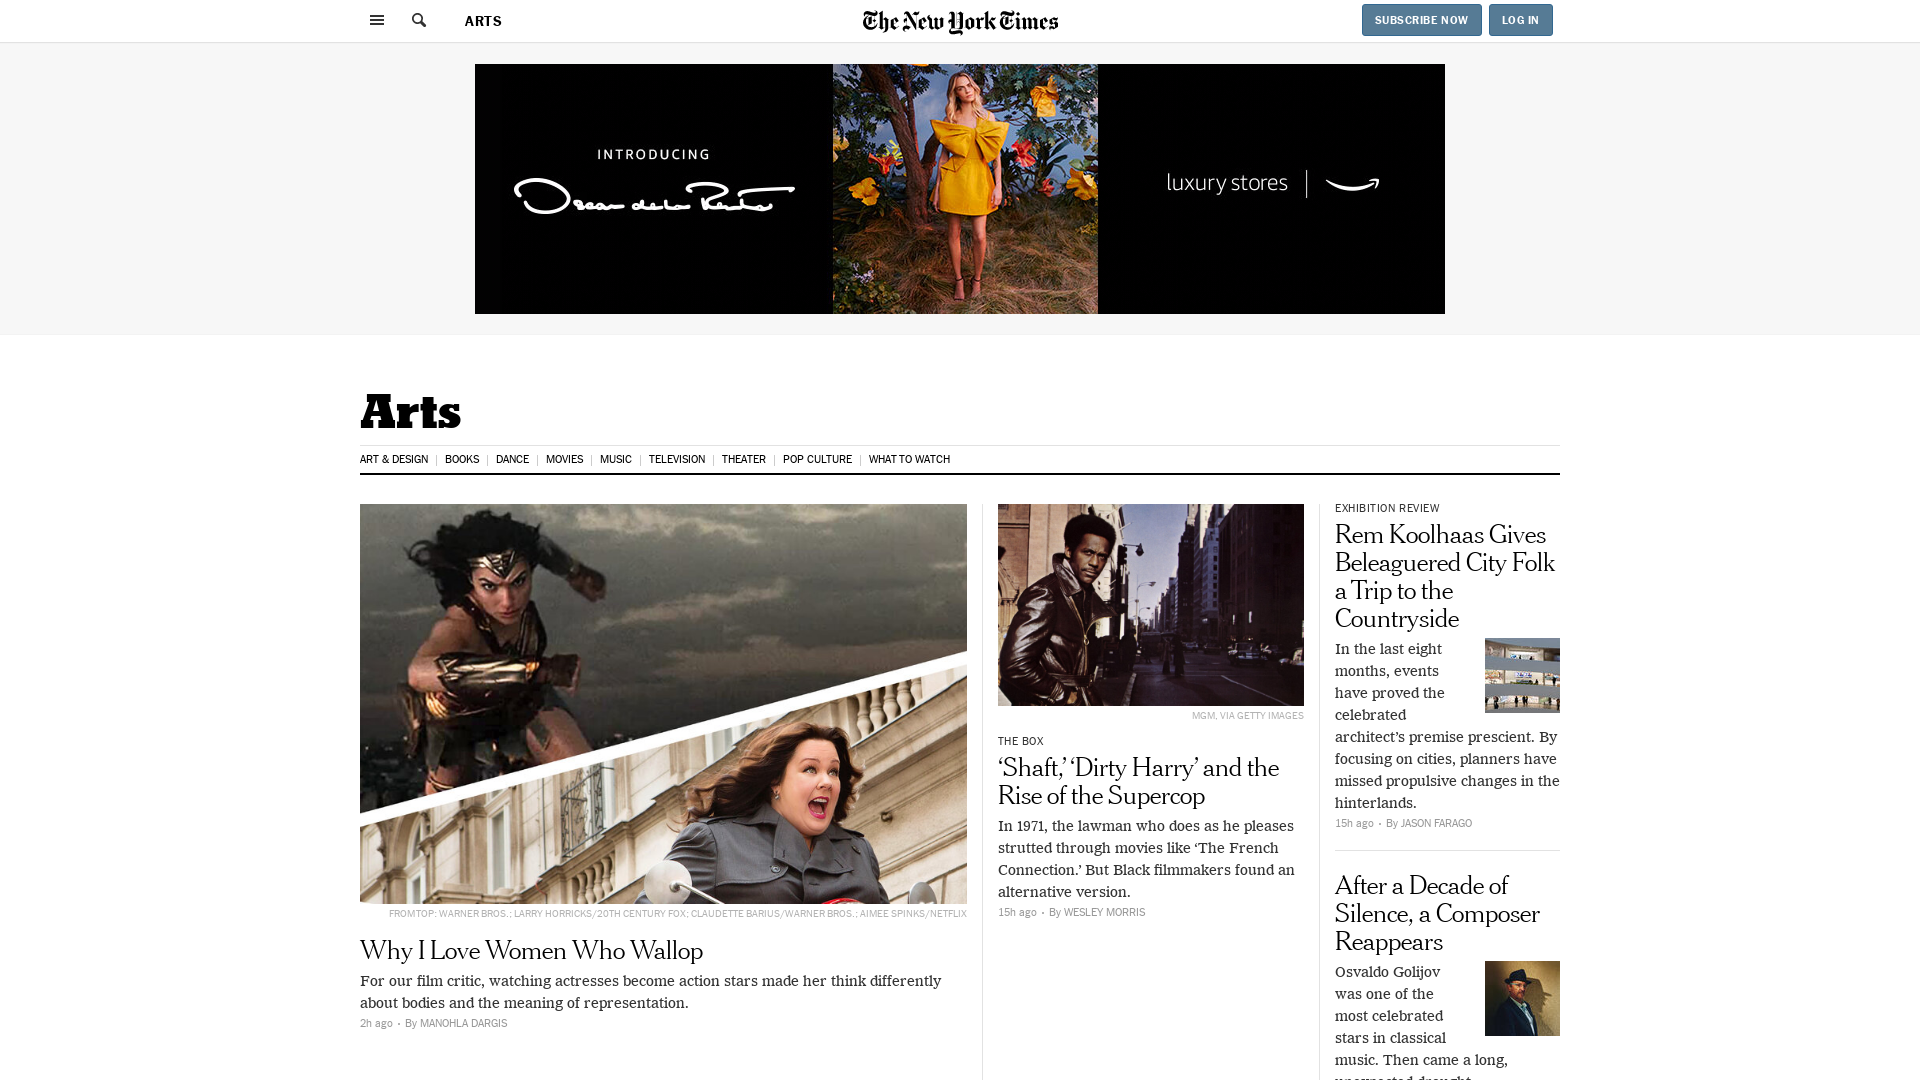 ARTS
The New York Times
SUBSCRIBE NOW
LOG IN
INTRODUCING
Oscar de la Renta
luxury stores
Arts
ART & DESIGN
BOOKS
DANCE
MOVIES
MUSIC
TELEVISION
THEATER
POP CULTURE
WHAT TO WATCH
FROM TOP: WARNER BROS.; LARRY HORRICKS/20TH CENTURY FOX; CLAUDETTE BARIUS/WARNER BROS.; AIMEE SPINKS/NETFLIX
Why I Love Women Who Wallop
For our film critic, watching actresses become action stars made her think differently
about bodies and the meaning of representation.
2h ago • By MANOHLA DARGIS
MGM, VIA GETTY IMAGES
THE BOX
‘Shaft,’ ‘Dirty Harry’ and the
Rise of the Supercop
In 1971, the lawman who does as he pleases
strutted through movies like ‘The French
Connection.’ But Black filmmakers found an
alternative version.
15h ago • By WESLEY MORRIS
EXHIBITION REVIEW
Rem Koolhaas Gives
Beleaguered City Folk
a Trip to the
Countryside
In the last eight
months, events
have proved the
celebrated
architect’s premise prescient. By
focusing on cities, planners have
missed propulsive changes in the
hinterlands.
15h ago • By JASON FARAGO
After a Decade of
Silence, a Composer
Reappears
Osvaldo Golijov
was one of the
most celebrated
stars in classical
music. Then came a long,